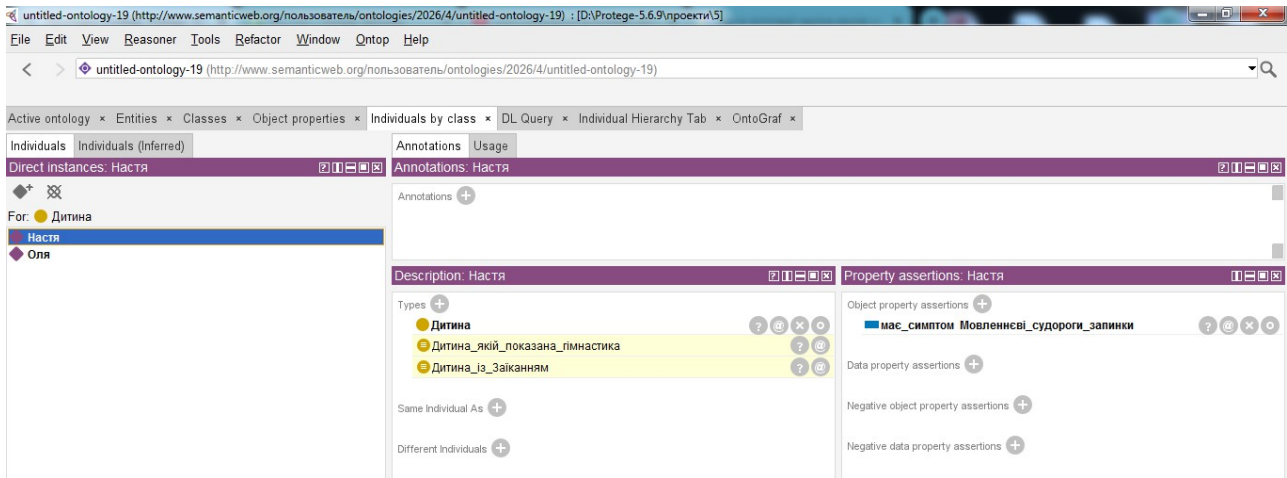 untitled-ontology-19 (http://www.semanticweb.org/пользователь/ontologies/2026/4/untitled-ontology-19) : [D:\Protege-5.6.9\проекти\5]
File Edit View Reasoner Tools Refactor Window Ontop Help
untitled-ontology-19 (http://www.semanticweb.org/пользователь/ontologies/2026/4/untitled-ontology-19)
Active ontology × Entities × Classes × Object properties × Individuals by class × DL Query × Individual Hierarchy Tab × OntoGraf ×
Individuals Individuals (Inferred)
Direct instances: Настя
For: Дитина
Настя
Оля
Annotations Usage
Annotations: Настя
Annotations
Description: Настя
Types
Дитина
Дитина_якій_показана_гімнастика
Дитина_із_Заїканням
Same Individual As
Different Individuals
Property assertions: Настя
Object property assertions
має_симптом Мовленнєві_судороги_запинки
Data property assertions
Negative object property assertions
Negative data property assertions